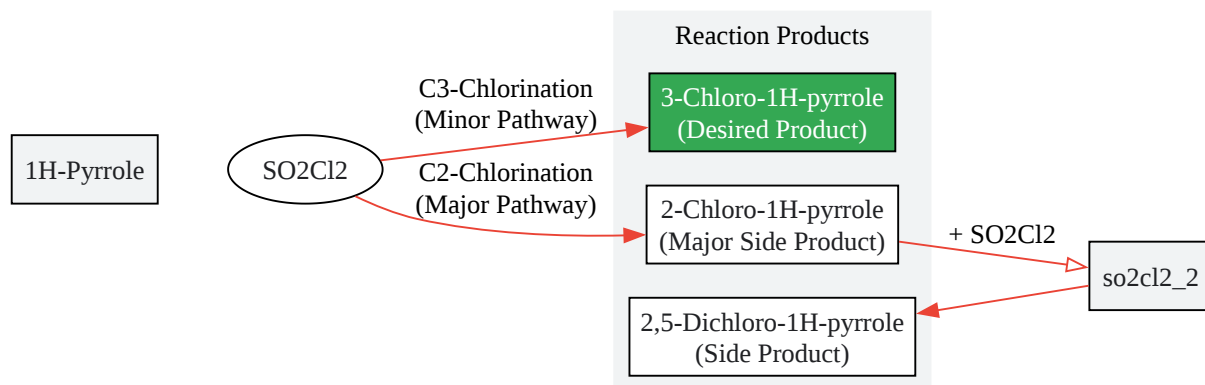 Reaction Products
1H-Pyrrole
SO2Cl2
C3-Chlorination
(Minor Pathway)
C2-Chlorination
(Major Pathway)
3-Chloro-1H-pyrrole
(Desired Product)
2-Chloro-1H-pyrrole
(Major Side Product)
+ SO2Cl2
so2cl2_2
2,5-Dichloro-1H-pyrrole
(Side Product)